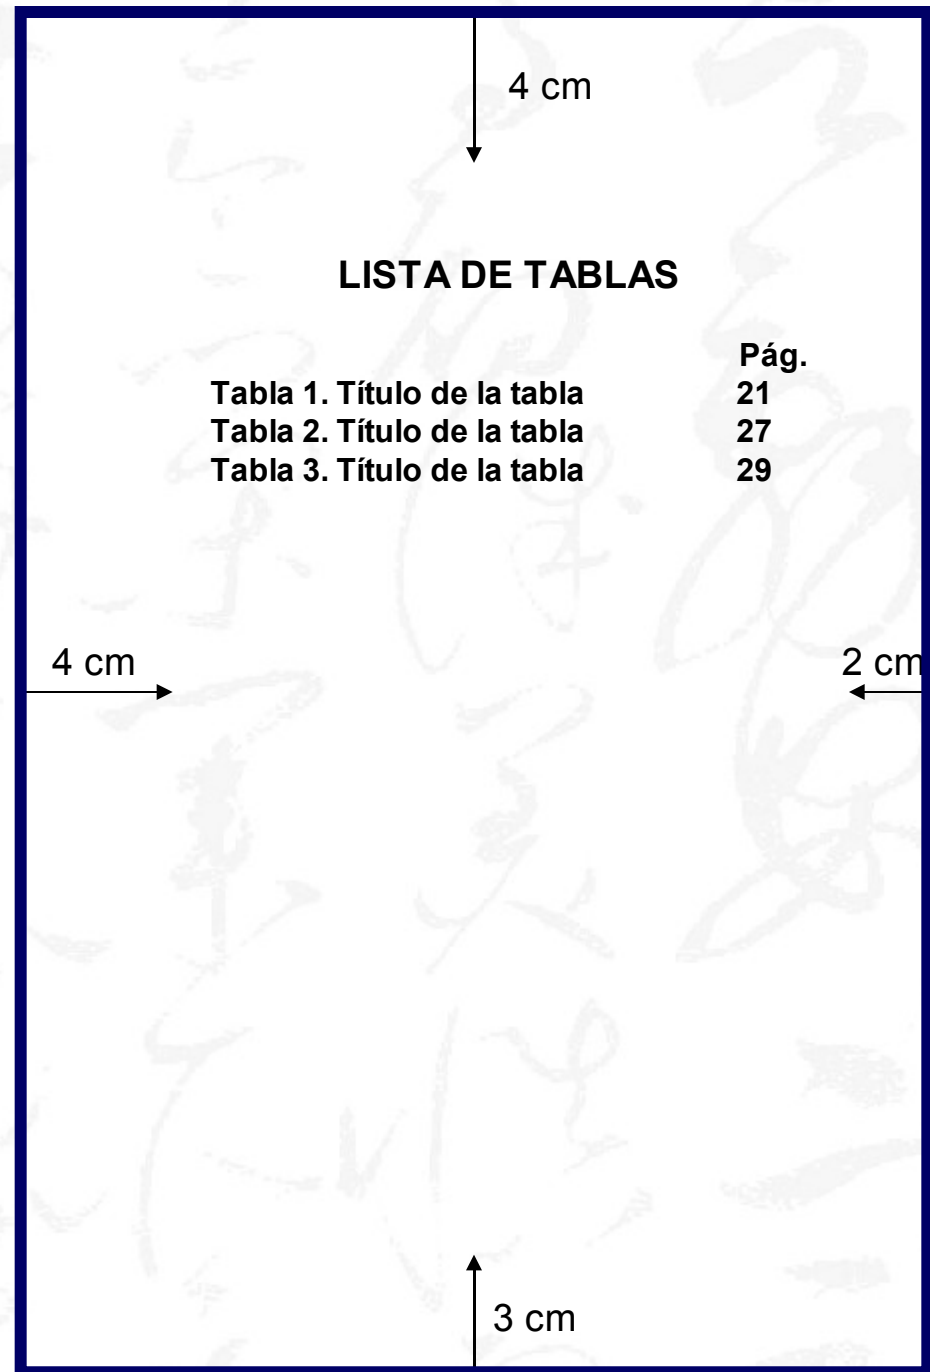 4 cm
LISTA DE TABLAS
Pág.
Tabla 1. Título de la tabla 21
Tabla 2. Título de la tabla 27
Tabla 3. Título de la tabla 29
4 cm 2 cm
3 cm